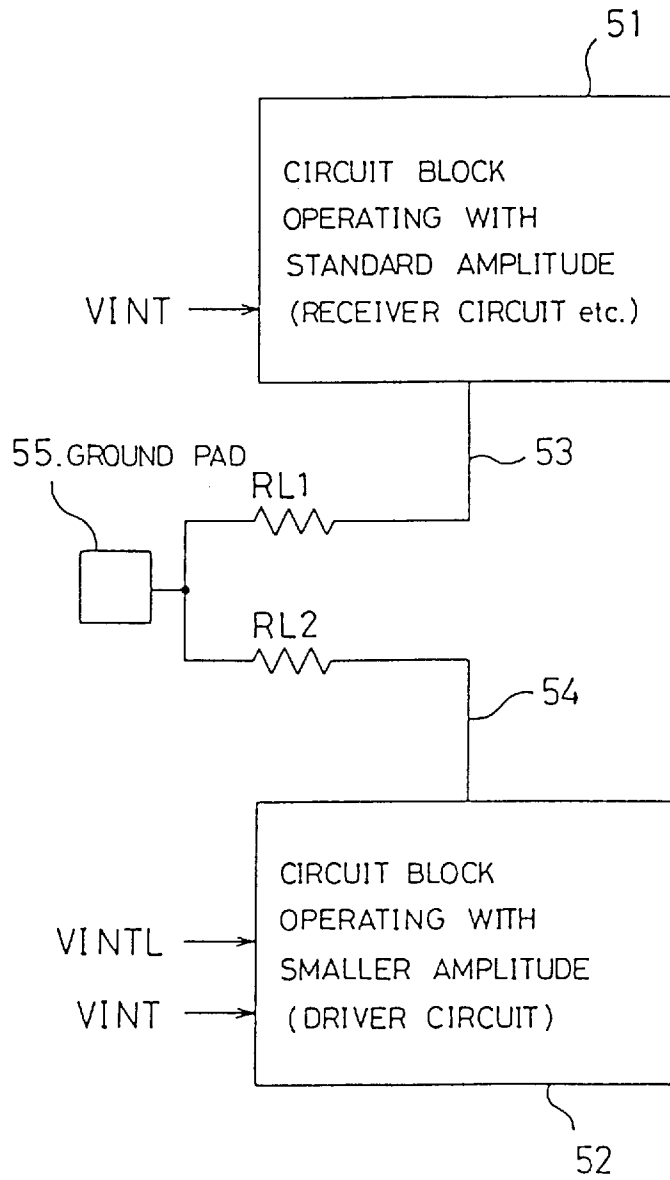 51
CIRCUIT BLOCK
OPERATING WITH
STANDARD AMPLITUDE
(RECEIVER CIRCUIT etc.)
VINT
53
55.GROUND PAD
RL1
RL2
54
CIRCUIT BLOCK
OPERATING WITH
SMALLER AMPLITUDE
(DRIVER CIRCUIT)
VINTL
VINT
52